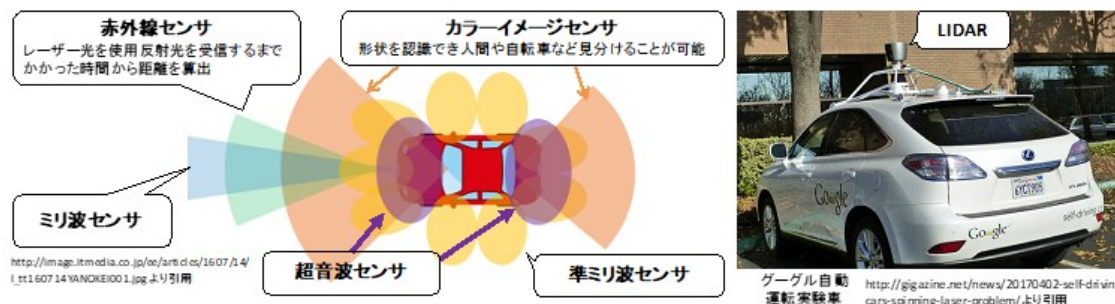 赤外線センサ
レーザー光を使用 反射光を受信するまで
かかった時間から距離を算出
カラーイメージセンサ
形状を認識でき人間や自転車など見分けることが可能
ミリ波センサ
超音波センサ
準ミリ波センサ
http://image.itmedia.co.jp/ee/articles/1607/14/
l_tt160714YANOKEI001.jpgより引用
LIDAR
Google
Google
self-driving
グーグル自動
運転実験車
http://gigazine.net/news/20170402-self-drivin
cars-spinning-laser-problem/より引用